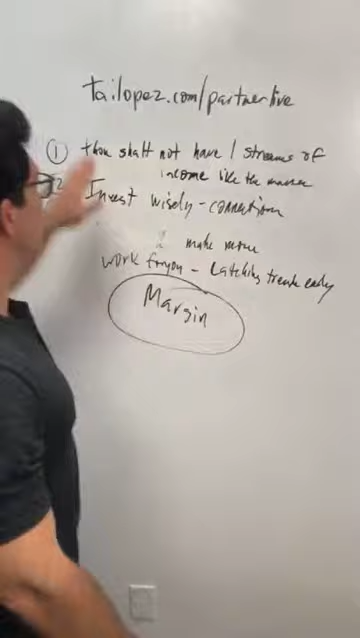 tailopez.com/partnerlive
① thou shalt not have 1 streams of
income like the
2 Invest wisely - connections
make more
work for you - catching trends early
Margin